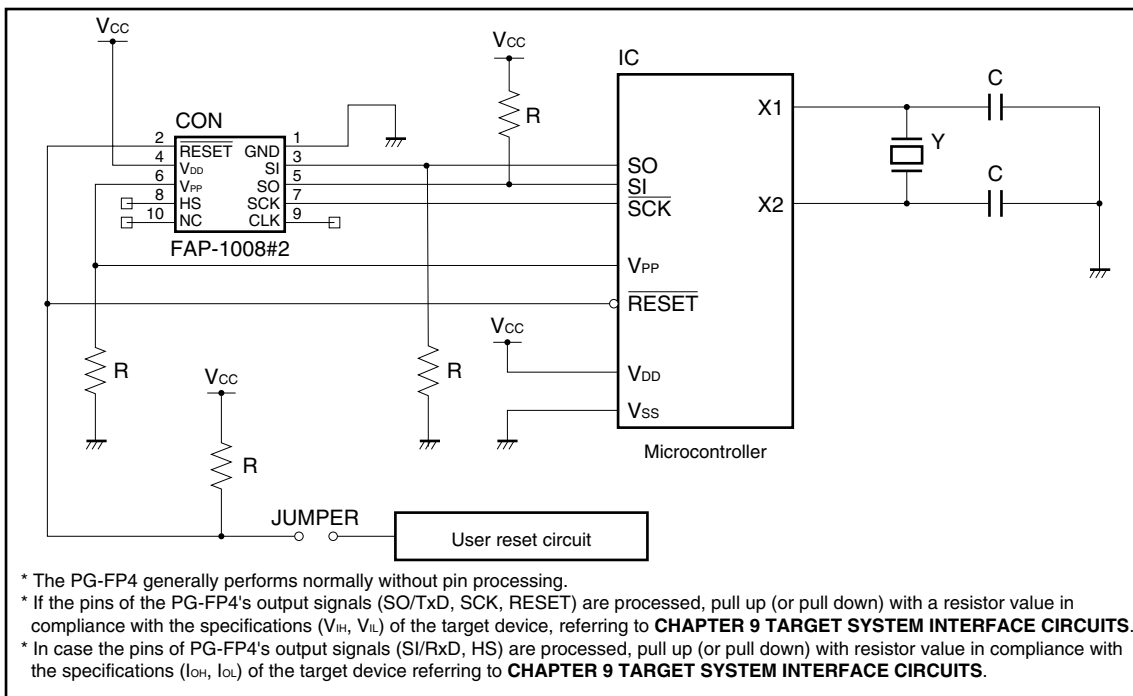 VCC
VCC
IC
C
X1
R
CON
Y
2 RESET GND 1
4 VDD SI 3
6 VPP SO 5
8 HS SCK 7
10 NC CLK 9
FAP-1008#2
SO
SI
SCK
C
X2
VPP
RESET
VCC
R
VCC
R
VDD
VSS
R
Microcontroller
JUMPER
User reset circuit
* The PG-FP4 generally performs normally without pin processing.
* If the pins of the PG-FP4's output signals (SO/TxD, SCK, RESET) are processed, pull up (or pull down) with a resistor value in
compliance with the specifications (VIH, VIL) of the target device, referring to CHAPTER 9 TARGET SYSTEM INTERFACE CIRCUITS.
* In case the pins of PG-FP4's output signals (SI/RxD, HS) are processed, pull up (or pull down) with resistor value in compliance with
the specifications (IOH, IOL) of the target device referring to CHAPTER 9 TARGET SYSTEM INTERFACE CIRCUITS.